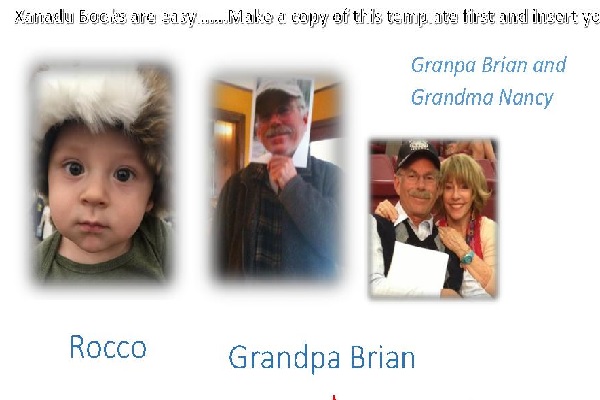 Xanadu Books are easy......Make a copy of this template first and insert yo
Granpa Brian and
Grandma Nancy
Rocco
Grandpa Brian